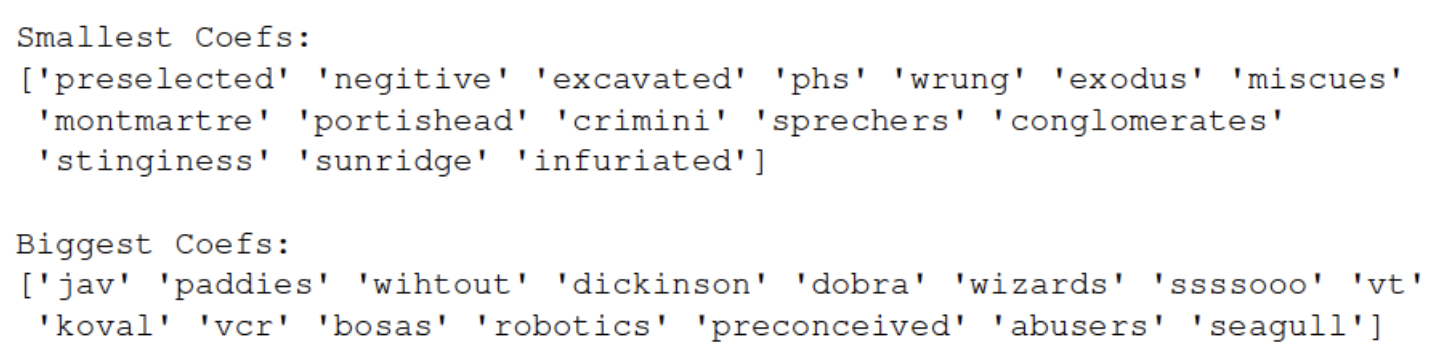 Smallest Coefs:
['preselected' 'negitive' 'excavated' 'phs' 'wrung' 'exodus' 'miscues'
'montmartre' 'portishead' 'crimini' 'sprechers' 'conglomerates'
'stinginess' 'sunridge' 'infuriated']
Biggest Coefs:
['jav' 'paddies' 'wihtout' 'dickinson' 'dobra' 'wizards' 'ssssooo' 'vt'
'koval' 'vcr' 'bosas' 'robotics' 'preconceived' 'abusers' 'seagull']